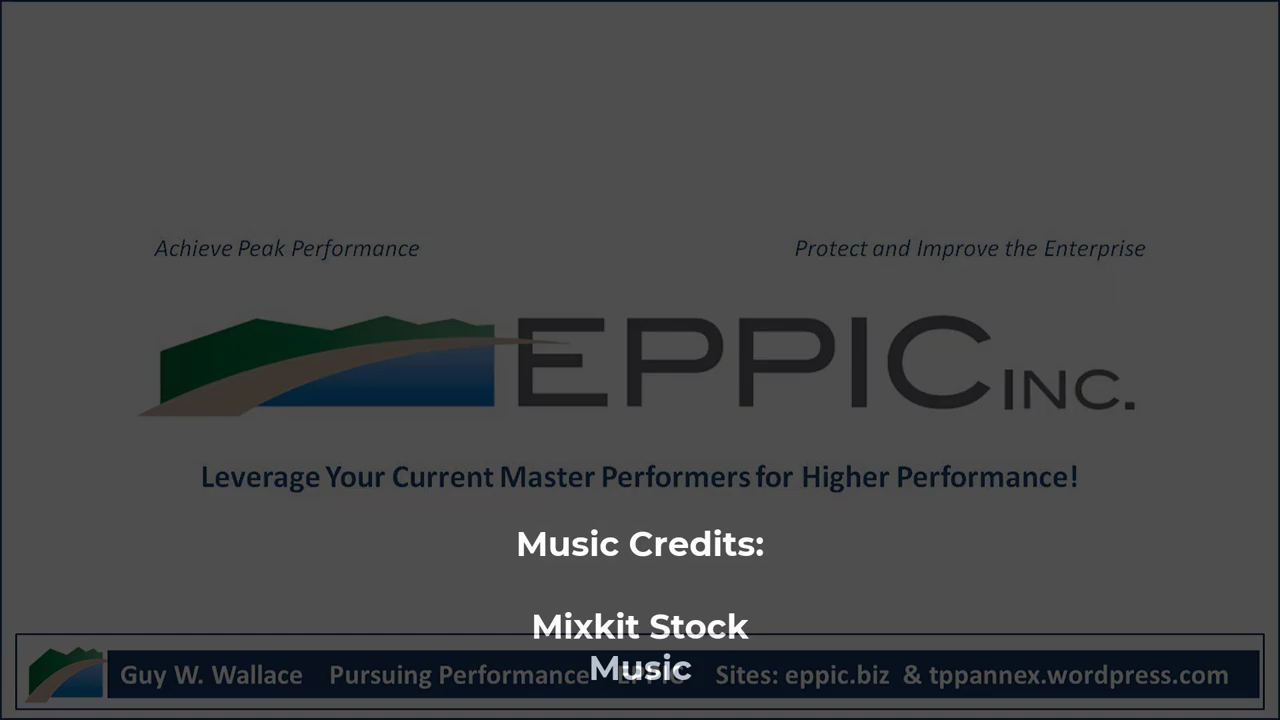 Achieve Peak Performance
Protect and Improve the Enterprise
EPPIC INC.
Leverage Your Current Master Performers for Higher Performance!
Music Credits:
Mixkit Stock
Music
Guy W. Wallace Pursuing Performance EPPIC Sites: eppic.biz & tppannex.wordpress.com